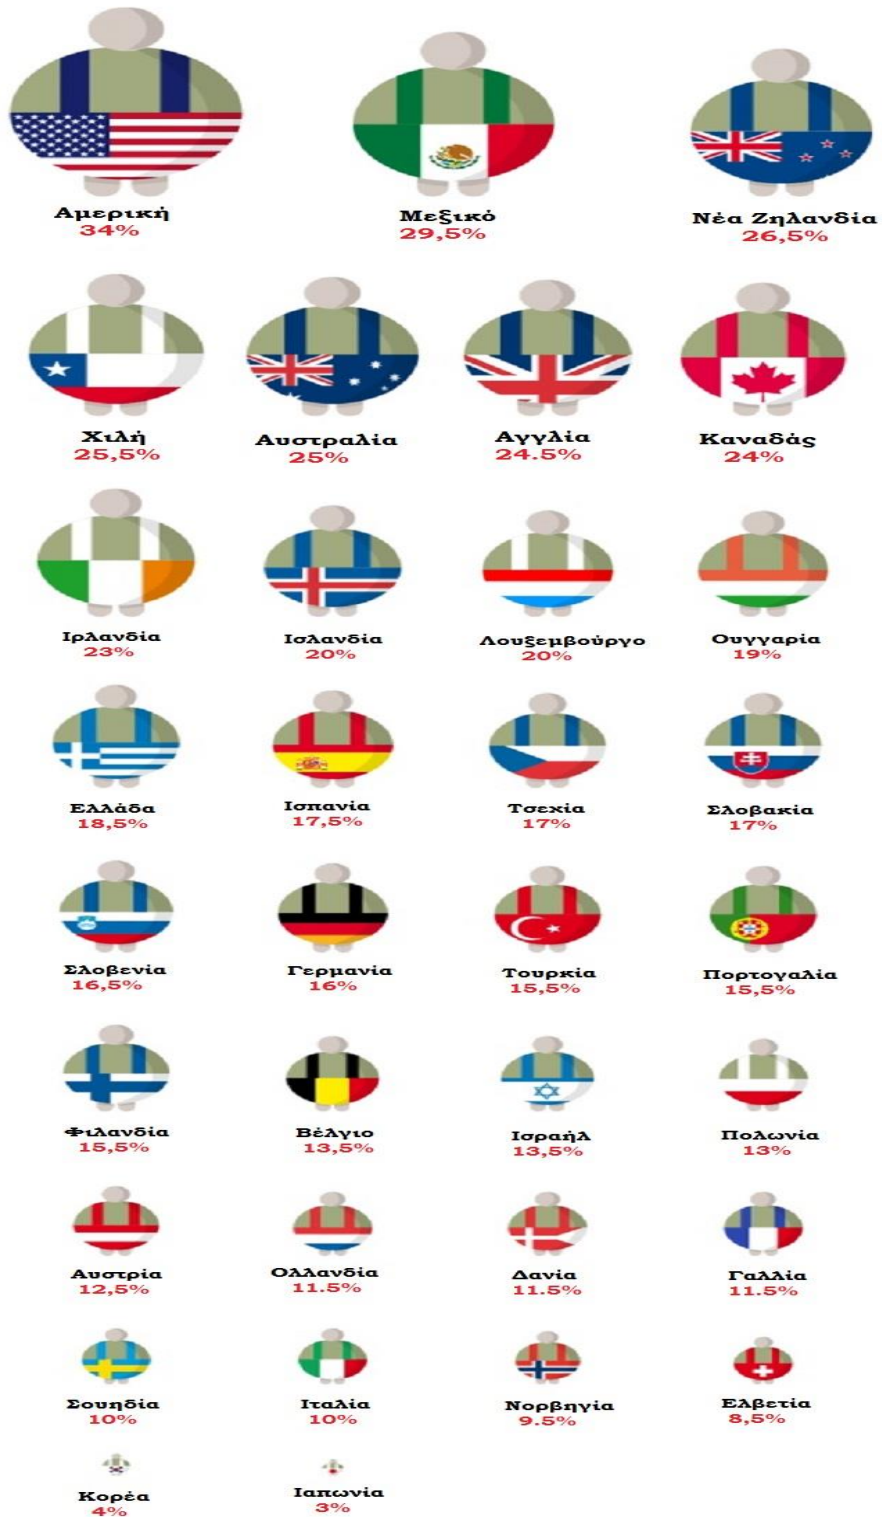 Αμερική
34%
Μεξικό
29,5%
Νέα Ζηλανδία
26,5%
Χιλή
25,5%
Αυστραλία
25%
Αγγλία
24.5%
Καναδάς
24%
Ιρλανδία
23%
Ισλανδία
20%
Λουξεμβούργο
20%
Ουγγαρία
19%
Ελλάδα
18,5%
Ισπανία
17,5%
Τσεχία
17%
Σλοβακία
17%
Σλοβενία
16,5%
Γερμανία
16%
Τουρκία
15,5%
Πορτογαλία
15,5%
Φιλανδία
15,5%
Βέλγιο
13,5%
Ισραήλ
13,5%
Πολωνία
13%
Αυστρία
12,5%
Ολλανδία
11.5%
Δανία
11.5%
Γαλλία
11.5%
Σουηδία
10%
Ιταλία
10%
Νορβηγία
9.5%
Ελβετία
8,5%
Κορέα
4%
Ιαπωνία
3%